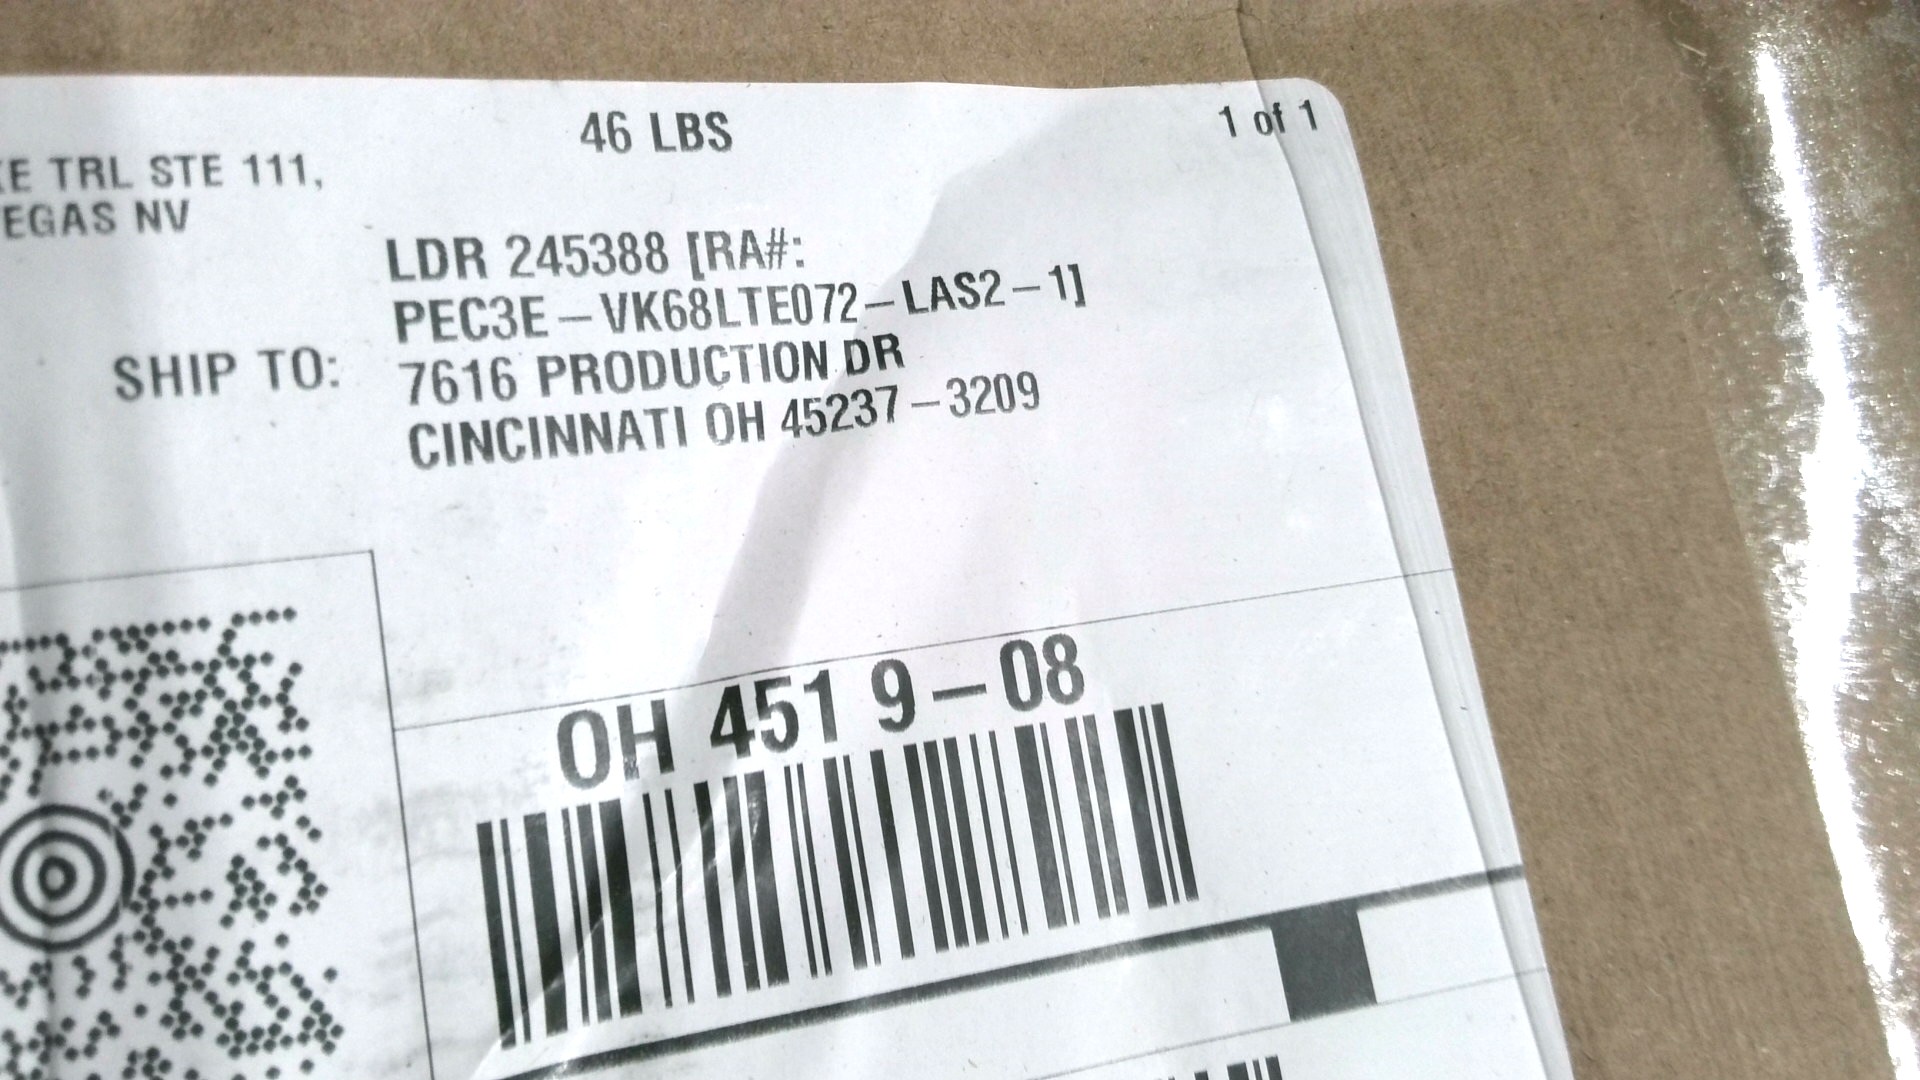 46 LBS
1 of 1
TRL STE 111,
NV
LDR 245388 [RA#:
PEC3E-VK68LTE072-LAS2-1]
SHIP TO: 7616 PRODUCTION DR
CINCINNATI OH 45237-3209
OH 451 9-08